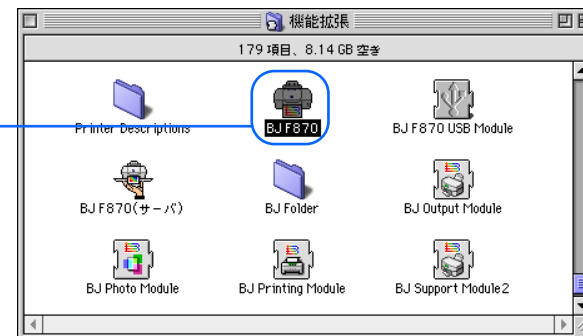 機能拡張
179 項目、8.14 GB 空き
Printer Descriptions
BJ F870
BJ F870 USB Module
BJ F870(サーバ)
BJ Folder
BJ Output Module
BJ Photo Module
BJ Printing Module
BJ Support Module2